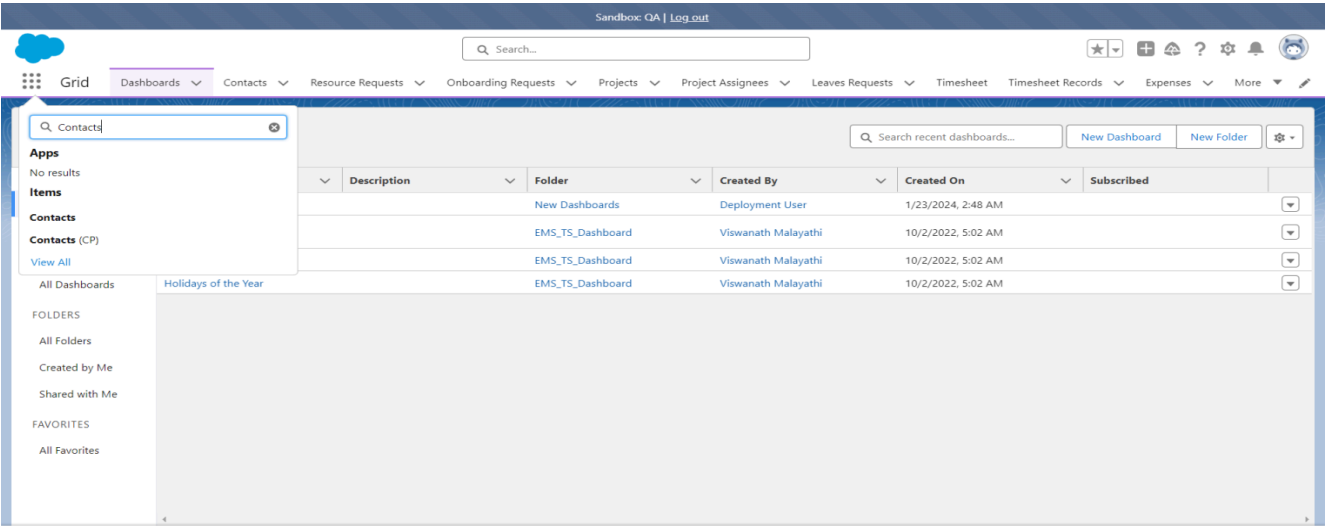 Sandbox: QA | Log out
Search...
Grid
Dashboards
Contacts
Resource Requests
Onboarding Requests
Projects
Project Assignees
Leaves Requests
Timesheet
Timesheet Records
Expenses
More
Contacts
Apps
No results
Items
Contacts
Contacts (CP)
View All
Search recent dashboards...
New Dashboard
New Folder
Description Folder Created By Created On Subscribed
New Dashboards Deployment User 1/23/2024, 2:48 AM
EMS_TS_Dashboard Viswanath Malayathi 10/2/2022, 5:02 AM
EMS_TS_Dashboard Viswanath Malayathi 10/2/2022, 5:02 AM
Holidays of the Year EMS_TS_Dashboard Viswanath Malayathi 10/2/2022, 5:02 AM
All Dashboards
FOLDERS
All Folders
Created by Me
Shared with Me
FAVORITES
All Favorites